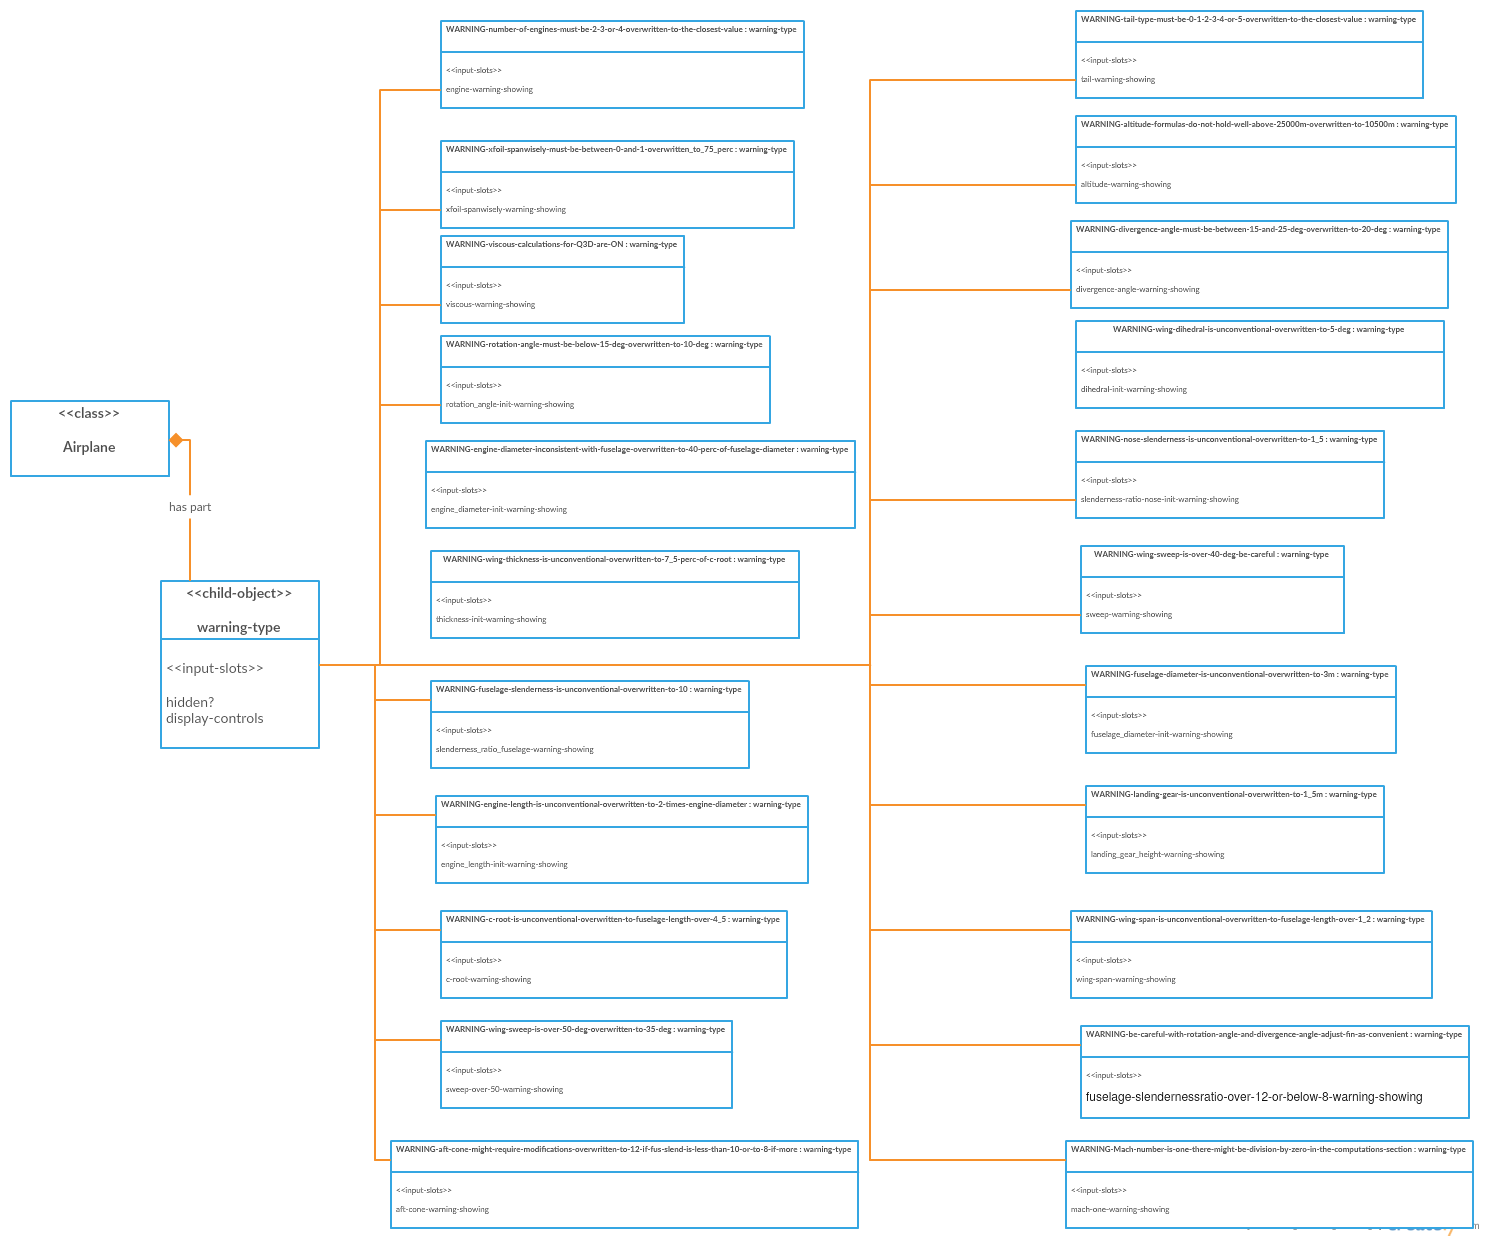 <<class>>
Airplane
has part
<<child-object>>
warning-type
<<input-slots>>
hidden?
display-controls
WARNING-number-of-engines-must-be-2-3-or-4-overwritten-to-the-closest-value : warning-type
<<input-slots>>
engine-warning-showing
WARNING-xfoil-spanwisely-must-be-between-0-and-1-overwritten_to_75_perc : warning-type
<<input-slots>>
xfoil-spanwisely-warning-showing
WARNING-viscous-calculations-for-Q3D-are-ON : warning-type
<<input-slots>>
viscous-warning-showing
WARNING-rotation-angle-must-be-below-15-deg-overwritten-to-10-deg : warning-type
<<input-slots>>
rotation_angle-init-warning-showing
WARNING-engine-diameter-inconsistent-with-fuselage-overwritten-to-40-perc-of-fuselage-diameter : warning-type
<<input-slots>>
engine_diameter-init-warning-showing
WARNING-wing-thickness-is-unconventional-overwritten-to-7_5-perc-of-c-root : warning-type
<<input-slots>>
thickness-init-warning-showing
WARNING-fuselage-slenderness-is-unconventional-overwritten-to-10 : warning-type
<<input-slots>>
slenderness_ratio_fuselage-warning-showing
WARNING-engine-length-is-unconventional-overwritten-to-2-times-engine-diameter : warning-type
<<input-slots>>
engine_length-init-warning-showing
WARNING-c-root-is-unconventional-overwritten-to-fuselage-length-over-4_5 : warning-type
<<input-slots>>
c-root-warning-showing
WARNING-wing-sweep-is-over-50-deg-overwritten-to-35-deg : warning-type
<<input-slots>>
sweep-over-50-warning-showing
WARNING-aft-cone-might-require-modifications-overwritten-to-12-if-fus-slend-is-less-than-10-or-to-8-if-more : warning-type
<<input-slots>>
aft-cone-warning-showing
WARNING-tail-type-must-be-0-1-2-3-4-or-5-overwritten-to-the-closest-value : warning-type
<<input-slots>>
tail-warning-showing
WARNING-altitude-formulas-do-not-hold-well-above-25000m-overwritten-to-10500m : warning-type
<<input-slots>>
altitude-warning-showing
WARNING-divergence-angle-must-be-between-15-and-25-deg-overwritten-to-20-deg : warning-type
<<input-slots>>
divergence-angle-warning-showing
WARNING-wing-dihedral-is-unconventional-overwritten-to-5-deg : warning-type
<<input-slots>>
dihedral-init-warning-showing
WARNING-nose-slenderness-is-unconventional-overwritten-to-1_5 : warning-type
<<input-slots>>
slenderness-ratio-nose-init-warning-showing
WARNING-wing-sweep-is-over-40-deg-be-careful : warning-type
<<input-slots>>
sweep-warning-showing
WARNING-fuselage-diameter-is-unconventional-overwritten-to-3m : warning-type
<<input-slots>>
fuselage_diameter-init-warning-showing
WARNING-landing-gear-is-unconventional-overwritten-to-1_5m : warning-type
<<input-slots>>
landing_gear_height-warning-showing
WARNING-wing-span-is-unconventional-overwritten-to-fuselage-length-over-1_2 : warning-type
<<input-slots>>
wing-span-warning-showing
WARNING-be-careful-with-rotation-angle-and-divergence-angle-adjust-fin-as-convenient : warning-type
<<input-slots>>
fuselage-slendernessratio-over-12-or-below-8-warning-showing
WARNING-Mach-number-is-one-there-might-be-division-by-zero-in-the-computations-section : warning-type
<<input-slots>>
mach-one-warning-showing